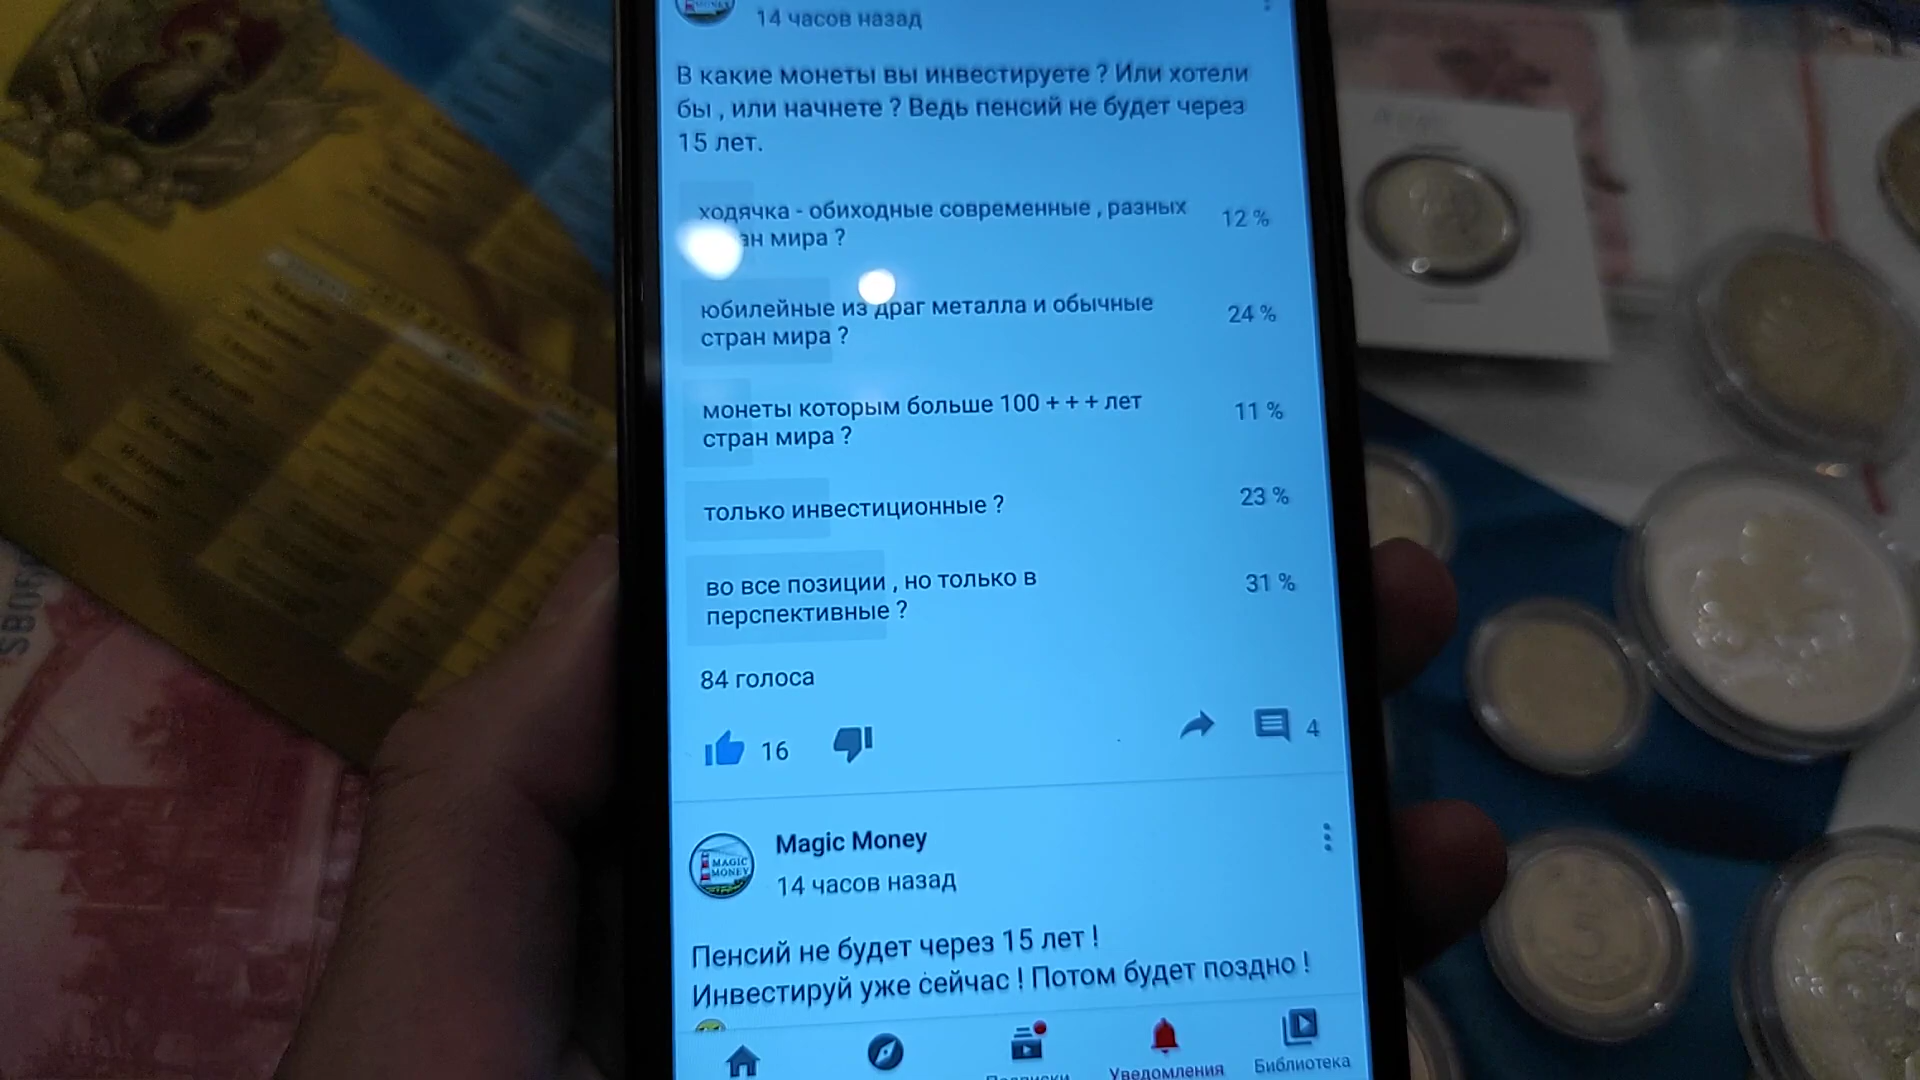 14 часов назад
В какие монеты вы инвестируете ? Или хотели
бы , или начнете ? Ведь пенсий не будет через
15 лет.
ходячка - обиходные современные , разных
ан мира ?
12 %
юбилейные из драг металла и обычные
стран мира ?
24 %
монеты которым больше 100 + + + лет
стран мира ?
11 %
только инвестиционные ?
23 %
во все позиции , но только в
перспективные ?
31 %
84 голоса
16
4
Magic Money
MAGIC
MONEY
14 часов назад
Пенсий не будет через 15 лет !
Инвестируй уже сейчас ! Потом будет поздно !
Уведомления
Библиотека